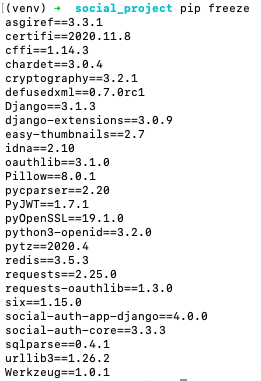 (venv) → social_project pip freeze
asgiref==3.3.1
certifi==2020.11.8
cffi==1.14.3
chardet==3.0.4
cryptography==3.2.1
defusedxml==0.7.0rc1
Django==3.1.3
django-extensions==3.0.9
easy-thumbnails==2.7
idna==2.10
oauthlib==3.1.0
Pillow==8.0.1
pycparser==2.20
PyJWT==1.7.1
pyOpenSSL==19.1.0
python3-openid==3.2.0
pytz==2020.4
redis==3.5.3
requests==2.25.0
requests-oauthlib==1.3.0
six==1.15.0
social-auth-app-django==4.0.0
social-auth-core==3.3.3
sqlparse==0.4.1
urllib3==1.26.2
Werkzeug==1.0.1